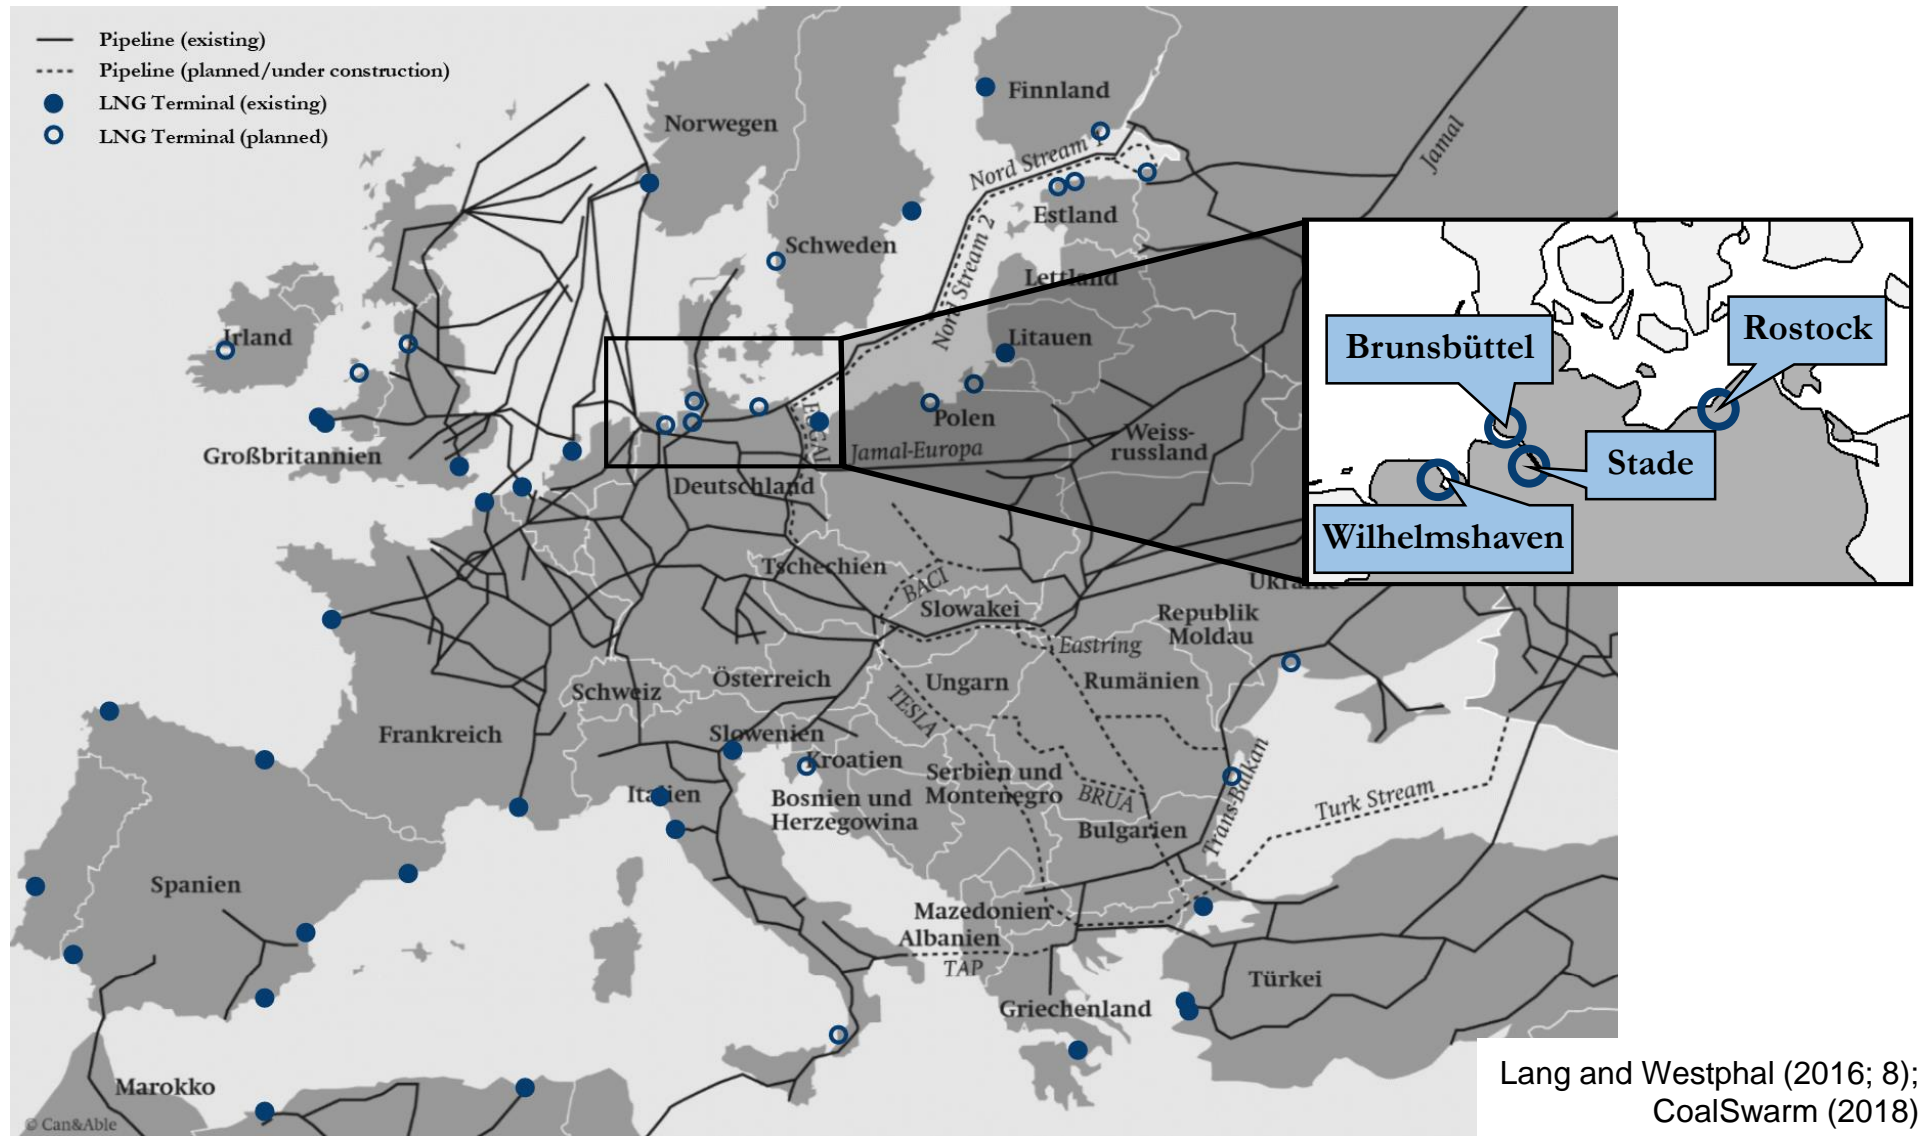 Pipeline (existing)
Pipeline (planned/under construction)
LNG Terminal (existing)
LNG Terminal (planned)
Norwegen
Finnland
Jamal
Nord Stream 1
Estland
Schweden
Nord Stream 2
Lettland
Irland
Litauen
Brunsbüttel
Rostock
Stade
Wilhelmshaven
EUGAL
Polen
Jamal-Europa
Weiss-
russland
Großbritannien
Deutschland
Tschechien
BACI
Slowakei
Ukraine
Republik
Moldau
Eastring
Österreich
Ungarn
Rumänien
Schweiz
TESLA
Frankreich
Slowenien
Kroatien
Serbien und
Montenegro
BRUA
Italien
Bosnien und
Herzegowina
Bulgarien
Trans-Balkan
Turk Stream
Spanien
Mazedonien
Albanien
TAP
Türkei
Griechenland
Marokko
© Can&Able
Lang and Westphal (2016; 8);
CoalSwarm (2018)